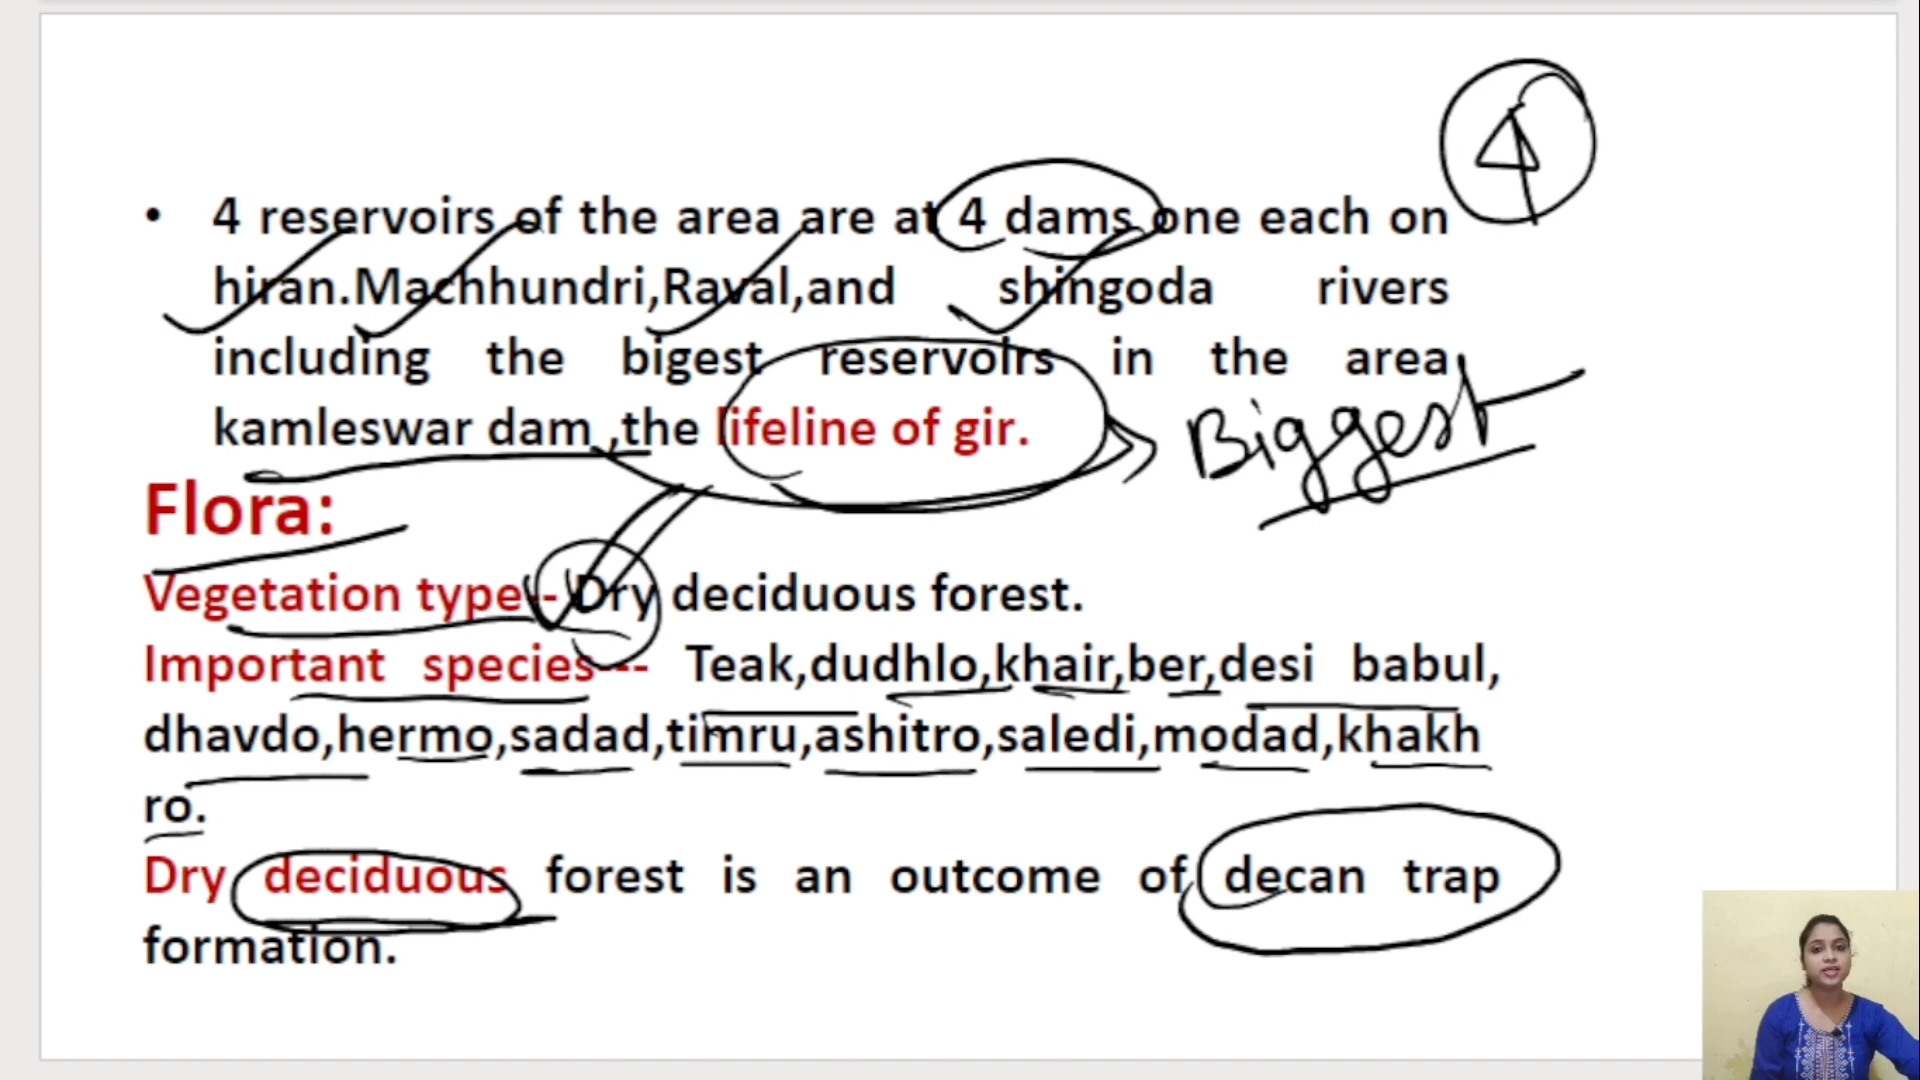 4
• 4 reservoirs of the area are at 4 dams one each on
hiran.Machhundri,Raval,and shingoda rivers
including the bigest reservoirs in the area
kamleswar dam ,the lifeline of gir.
Biggest
Flora:
Vegetation type-- Dry deciduous forest.
Important species--- Teak,dudhlo,khair,ber,desi babul,
dhavdo,hermo,sadad,timru,ashitro,saledi,modad,khakh
ro.
Dry deciduous forest is an outcome of decan trap
formation.